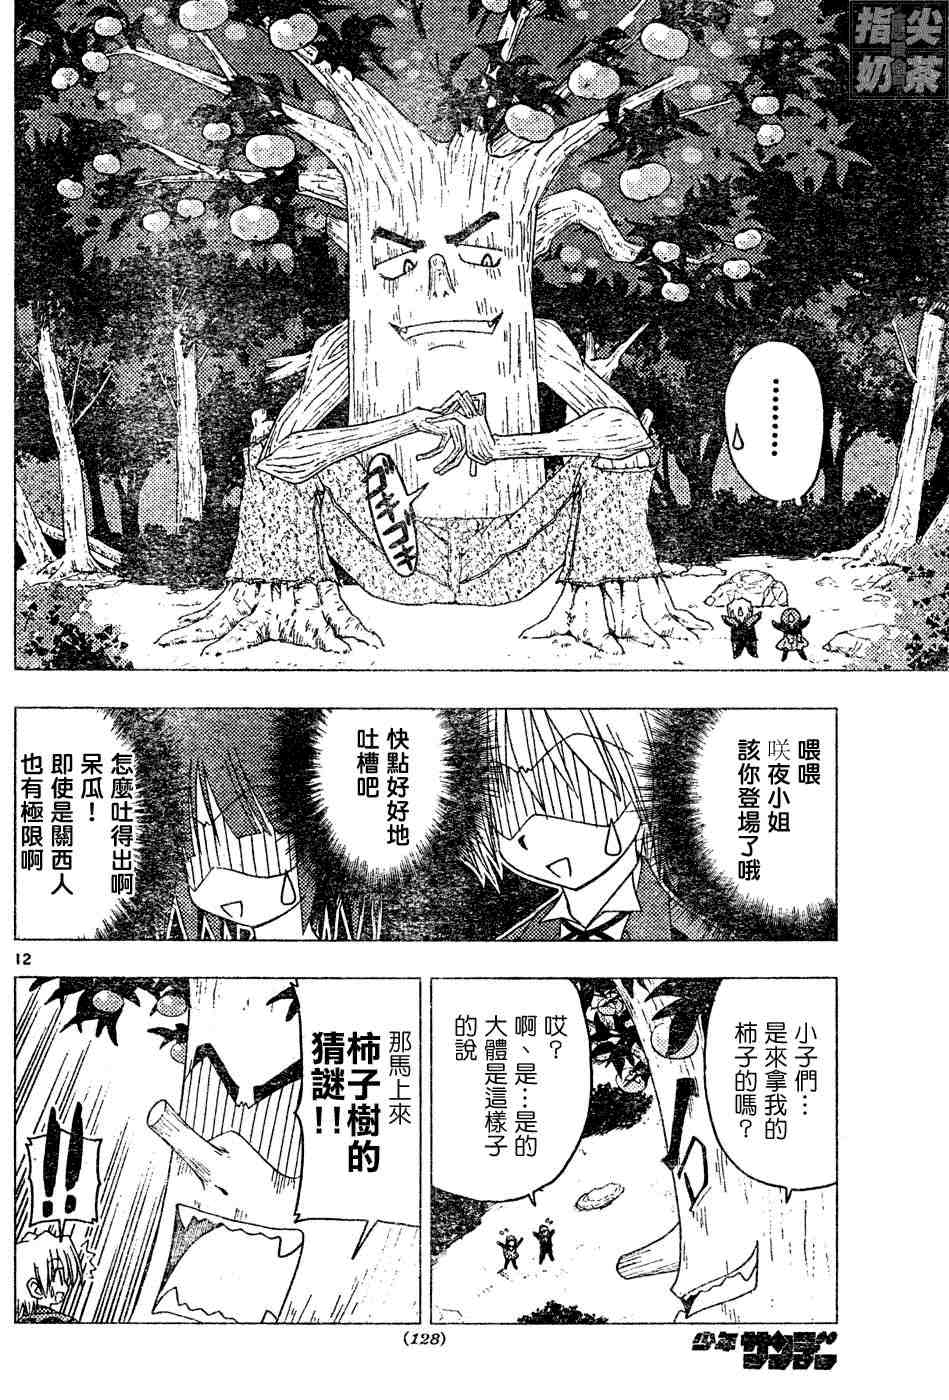 指尖
奶茶
………
ゴキ
ゴキ
喂喂
咲夜小姐
該你登場了哦
快點好好地
吐槽吧
怎麼吐得出啊
呆瓜！
即使是關西人
也有極限啊
12
小子們…
是來拿我的
柿子的嗎？
哎？
啊、是…是的
大體是這樣子
的說
那馬上來
柿子樹的
猜謎!!
!!
(128)
少年サンデー